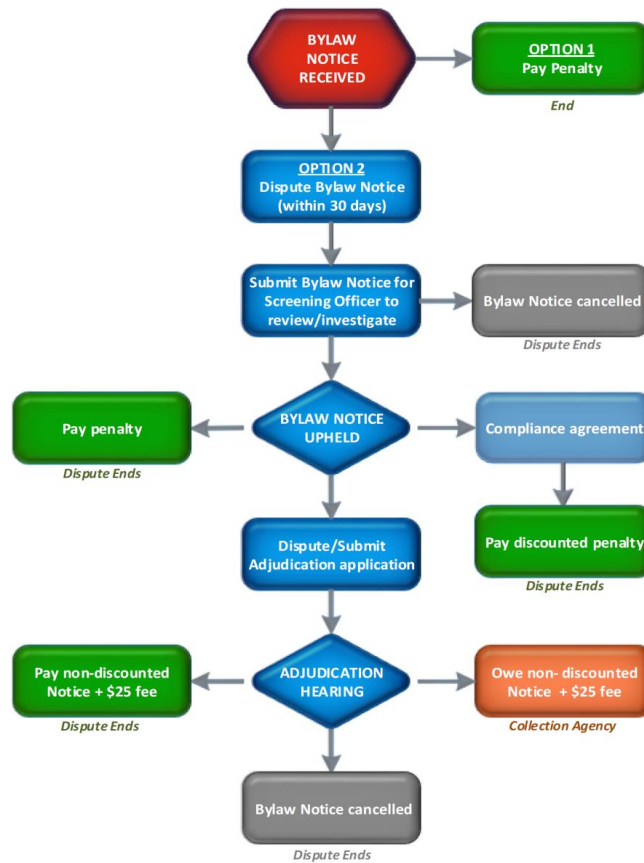 BYLAW
NOTICE
RECEIVED
OPTION 1
Pay Penalty
End
OPTION 2
Dispute Bylaw Notice
(within 30 days)
Submit Bylaw Notice for
Screening Officer to
review/investigate
Bylaw Notice cancelled
Dispute Ends
Pay penalty
Dispute Ends
BYLAW NOTICE
UPHELD
Compliance agreement
Pay discounted penalty
Dispute Ends
Dispute/Submit
Adjudication application
Pay non-discounted
Notice + $25 fee
Dispute Ends
ADJUDICATION
HEARING
Owe non- discounted
Notice + $25 fee
Collection Agency
Bylaw Notice cancelled
Dispute Ends